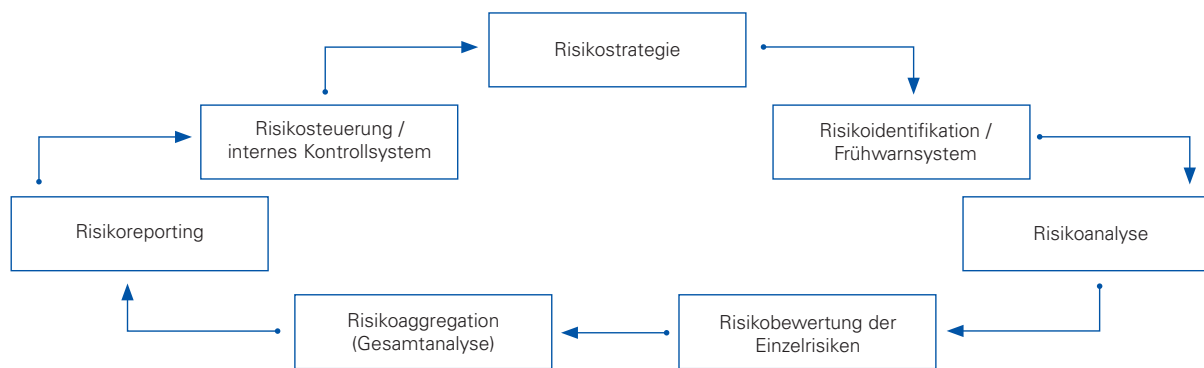 Risikostrategie
Risikosteuerung /
internes Kontrollsystem
Risikoidentifikation /
Frühwarnsystem
Risikoreporting
Risikoanalyse
Risikoaggregation
(Gesamtanalyse)
Risikobewertung der
Einzelrisiken